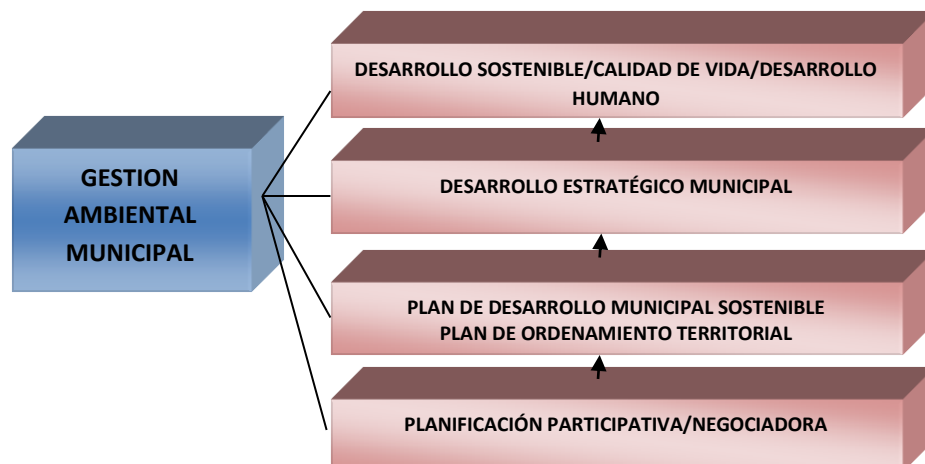 DESARROLLO SOSTENIBLE/CALIDAD DE VIDA/DESARROLLO
HUMANO
GESTION
AMBIENTAL
MUNICIPAL
DESARROLLO ESTRATÉGICO MUNICIPAL
PLAN DE DESARROLLO MUNICIPAL SOSTENIBLE
PLAN DE ORDENAMIENTO TERRITORIAL
PLANIFICACIÓN PARTICIPATIVA/NEGOCIADORA